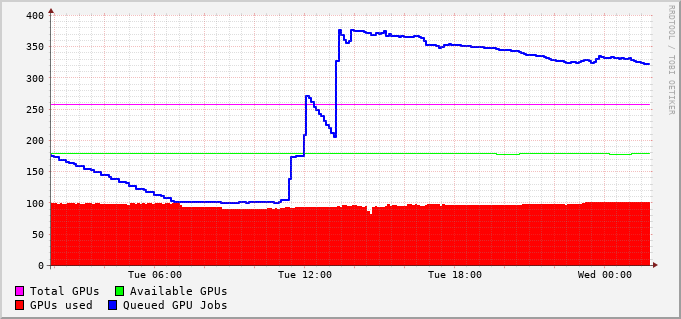 RRDTOOL / TOBI OETIKER
400
350
300
250
200
150
100
50
0
Tue 06:00 Tue 12:00 Tue 18:00 Wed 00:00
Total GPUs Available GPUs
GPUs used Queued GPU Jobs